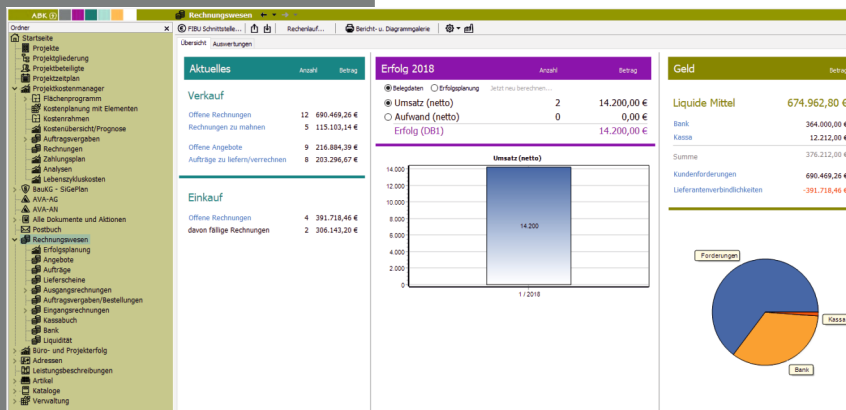 ABK
Rechnungswesen
Ordner x
Startseite
Projekte
Projektgliederung
Projektbeteiligte
Projektzeitplan
Projektkostenmanager
Flächenprogramm
Kostenplanung mit Elementen
Kostenrahmen
Kostenübersicht/Prognose
Auftragsvergaben
Rechnungen
Zahlungsplan
Analysen
Lebenszykluskosten
BauKG - SiGePlan
AVA-AG
AVA-AN
Alle Dokumente und Aktionen
Postbuch
Rechnungswesen
Erfolgsplanung
Angebote
Aufträge
Lieferscheine
Ausgangsrechnungen
Auftragsvergaben/Bestellungen
Eingangsrechnungen
Kassabuch
Bank
Liquidität
Büro- und Projekterfolg
Adressen
Leistungsbeschreibungen
Artikel
Kataloge
Verwaltung
FIBU Schnittstelle... Rechenlauf... Bericht- u. Diagrammgalerie
Übersicht Auswertungen
Aktuelles Anzahl Betrag
Verkauf
Offene Rechnungen 12 690.469,26 €
Rechnungen zu mahnen 5 115.103,14 €
Offene Angebote 9 216.884,39 €
Aufträge zu liefern/verrechnen 8 203.296,67 €
Einkauf
Offene Rechnungen 4 391.718,46 €
davon fällige Rechnungen 2 306.143,20 €
Erfolg 2018 Anzahl Betrag
Belegdaten Erfolgsplanung Jetzt neu berechnen...
Umsatz (netto) 2 14.200,00 €
Aufwand (netto) 0 0,00 €
Erfolg (DB1) 14.200,00 €
Umsatz (netto)
14.000
12.000
10.000
8.000
6.000
4.000
2.000
0
14.200
1 / 2018
Geld Betrag
Liquide Mittel 674.962,80 €
Bank 364.000,00 €
Kassa 12.212,00 €
Summe 376.212,00 €
Kundenforderungen 690.469,26 €
Lieferantenverbindlichkeiten -391.718,46 €
Forderungen
Kassa
Bank